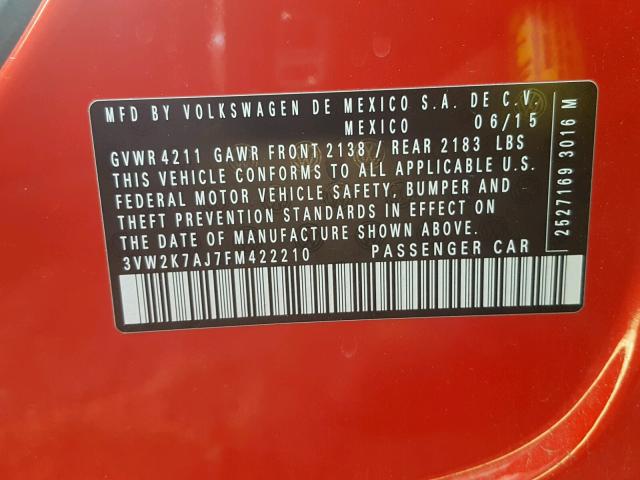 MFD BY VOLKSWAGEN DE MEXICO S.A. DE C.V.
MEXICO 06/15
GVWR 4211 GAWR FRONT 2138 / REAR 2183 LBS
THIS VEHICLE CONFORMS TO ALL APPLICABLE U.S.
FEDERAL MOTOR VEHICLE SAFETY, BUMPER AND
THEFT PREVENTION STANDARDS IN EFFECT ON
THE DATE OF MANUFACTURE SHOWN ABOVE.
3VW2K7AJ7FM422210 PASSENGER CAR
2527169 3016 M